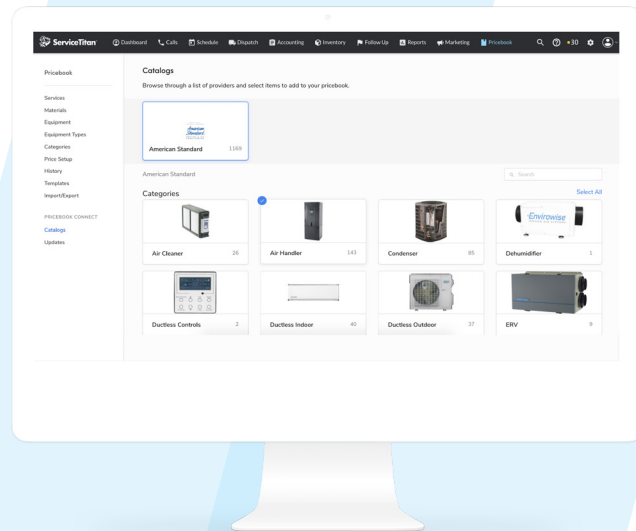 ServiceTitan
Dashboard Calls Schedule Dispatch Accounting Inventory Follow Up Reports Marketing Pricebook 30
Pricebook
Services
Materials
Equipment
Equipment Types
Categories
Price Setup
History
Templates
Import/Export
PRICEBOOK CONNECT
Catalogs
Updates
Catalogs
Browse through a list of providers and select items to add to your pricebook.
American Standard
American Standard 1169
American Standard
Search
Categories
Select All
Envirowise
Air Cleaner 26
Air Handler 143
Condenser 85
Dehumidifier 1
Ductless Controls 2
Ductless Indoor 40
Ductless Outdoor 37
ERV 9